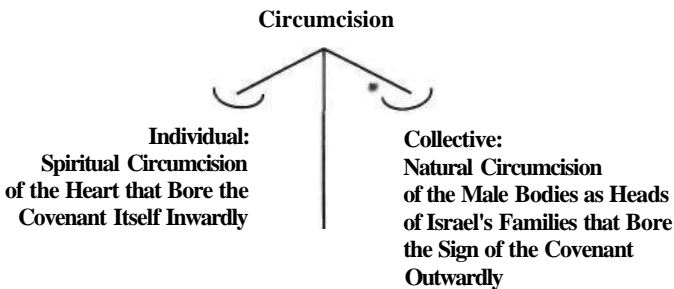 Circumcision
Individual:
Spiritual Circumcision
of the Heart that Bore the
Covenant Itself Inwardly
Collective:
Natural Circumcision
of the Male Bodies as Heads
of Israel's Families that Bore
the Sign of the Covenant
Outwardly